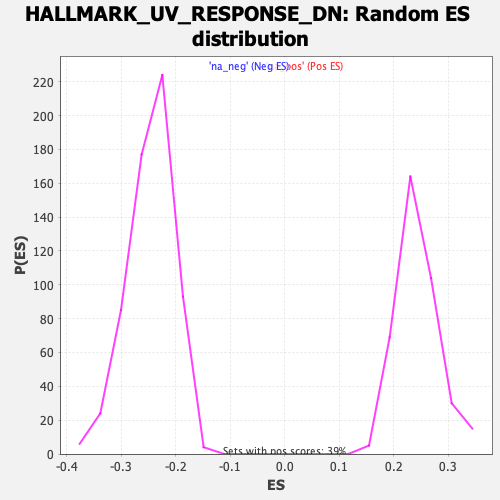 HALLMARK_UV_RESPONSE_DN: Random ES
distribution
'na_neg' (Neg ES) pos' (Pos ES)
220
200
180
160
140
120
100
80
60
40
20
0
P(ES)
Sets with pos scores: 39%
-0.4 -0.3 -0.2 -0.1 0.0 0.1 0.2 0.3
ES